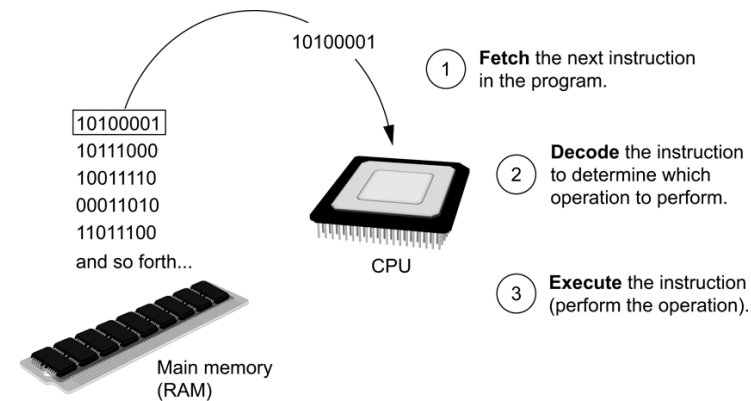 10100001
1
Fetch the next instruction
in the program.
10100001
10111000
10011110
00011010
11011100
and so forth...
Main memory
(RAM)
CPU
2
Decode the instruction
to determine which
operation to perform.
3
Execute the instruction
(perform the operation).